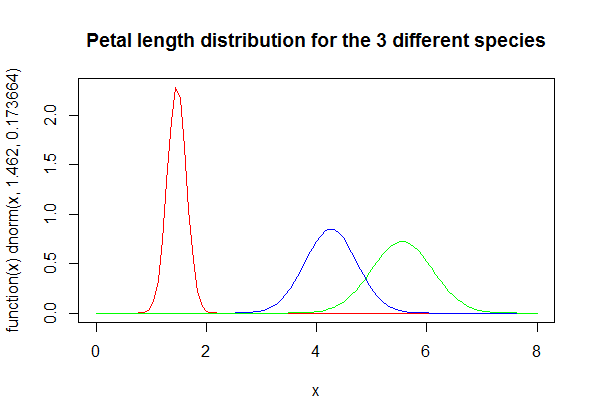 Petal length distribution for the 3 different species
function(x) dnorm(x, 1.462, 0.173664)
2.0
1.5
1.0
0.5
0.0
0 2 4 6 8
x